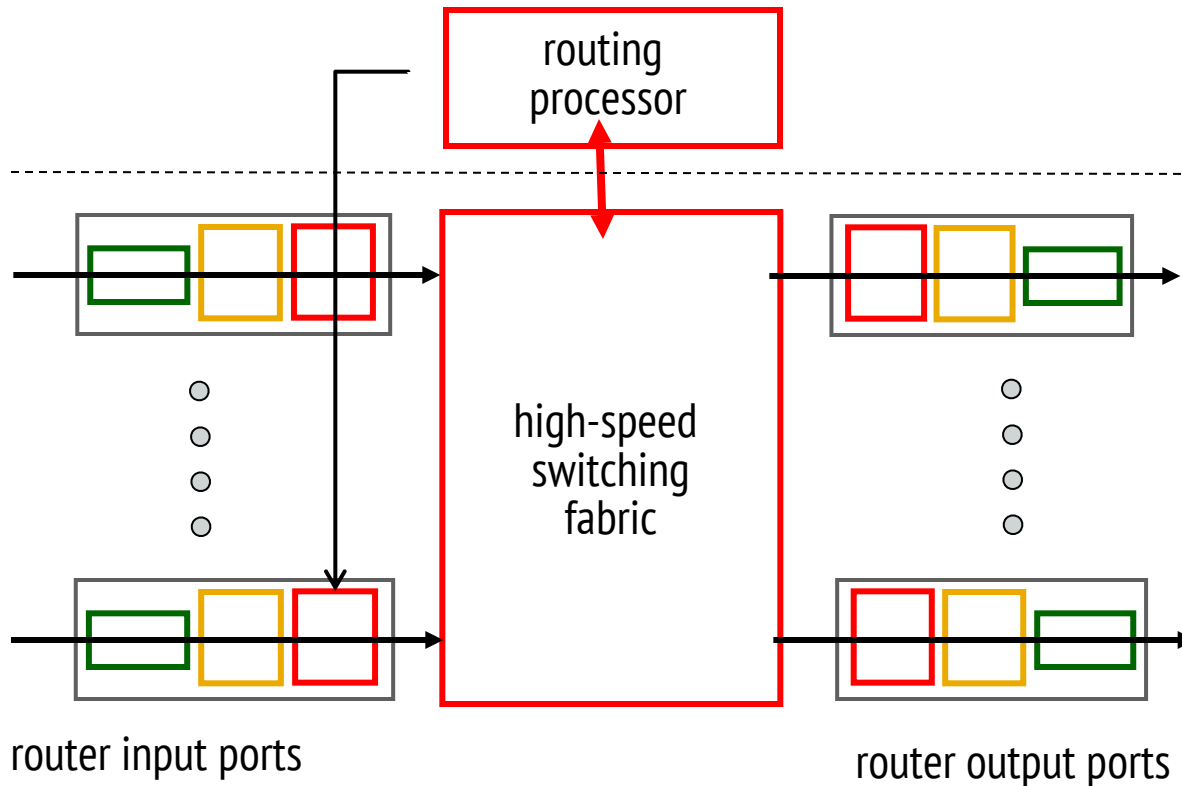 routing
processor
high-speed
switching
fabric
router input ports
router output ports